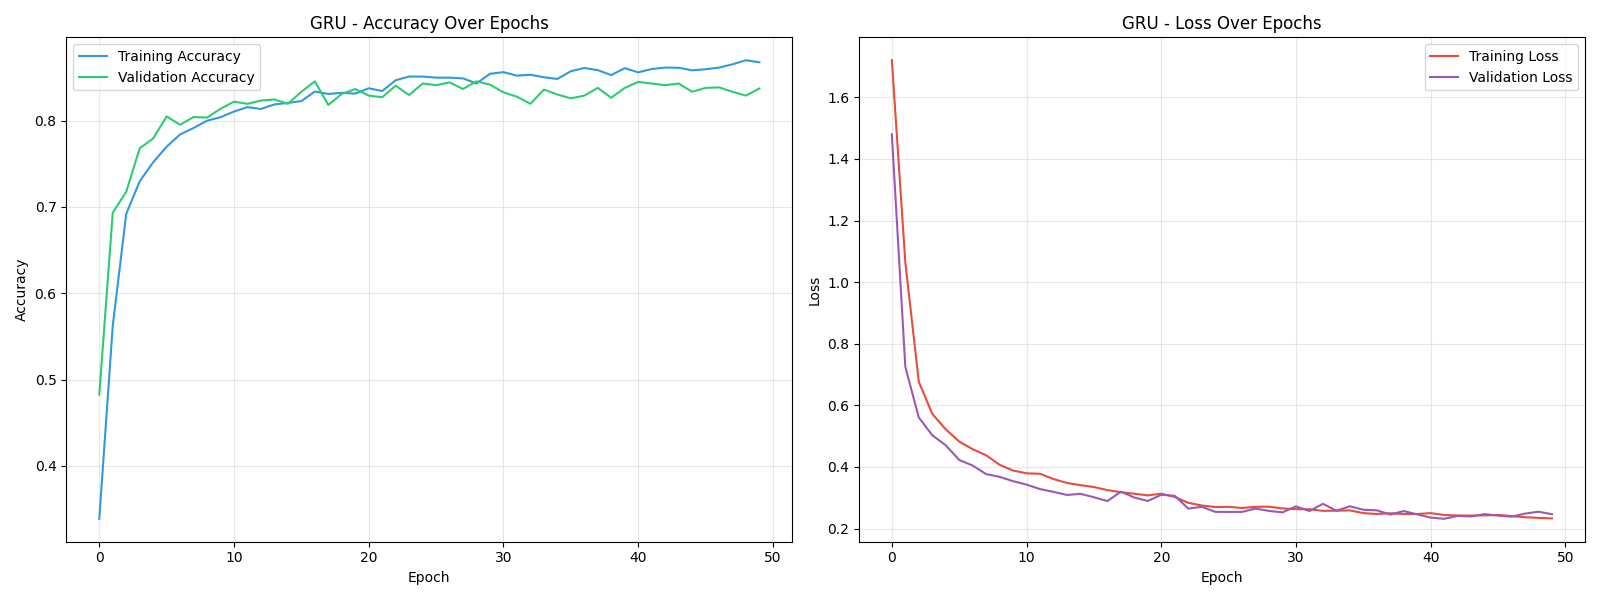 GRU - Accuracy Over Epochs
Training Accuracy
Validation Accuracy
0.8
0.7
0.6
0.5
0.4
Accuracy
0 10 20 30 40 50
Epoch
GRU - Loss Over Epochs
Training Loss
Validation Loss
1.6
1.4
1.2
1.0
0.8
0.6
0.4
0.2
Loss
0 10 20 30 40 50
Epoch